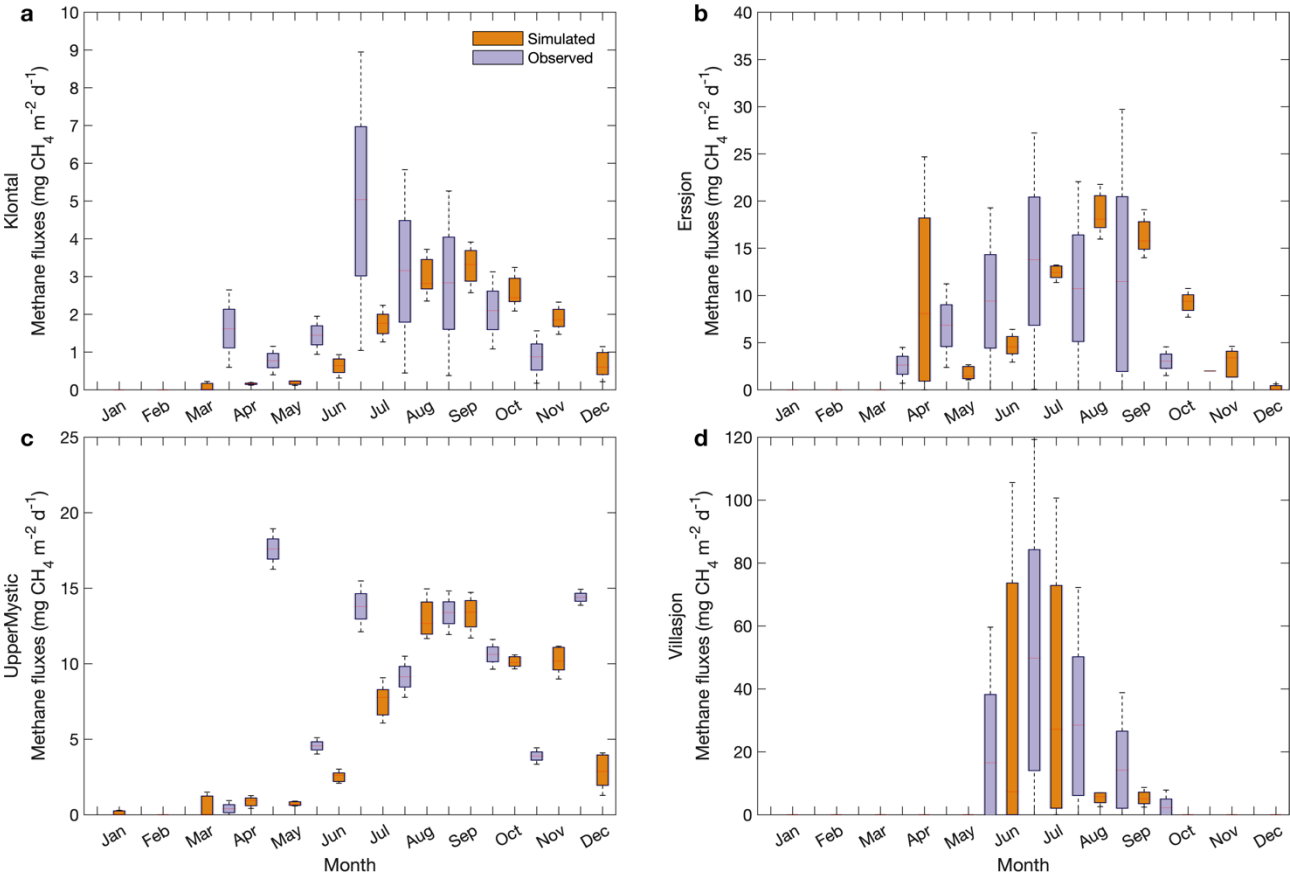 a
Simulated
Observed
10
9
8
7
6
5
4
3
2
1
0
Klontal
Methane fluxes (mg CH4 m-2 d-1)
Jan Feb Mar Apr May Jun Jul Aug Sep Oct Nov Dec
b
40
35
30
25
20
15
10
5
0
Erssjon
Methane fluxes (mg CH4 m-2 d-1)
Jan Feb Mar Apr May Jun Jul Aug Sep Oct Nov Dec
c
25
20
15
10
5
0
UpperMystic
Methane fluxes (mg CH4 m-2 d-1)
Jan Feb Mar Apr May Jun Jul Aug Sep Oct Nov Dec
Month
d
120
100
80
60
40
20
0
Villasjon
Methane fluxes (mg CH4 m-2 d-1)
Jan Feb Mar Apr May Jun Jul Aug Sep Oct Nov Dec
Month